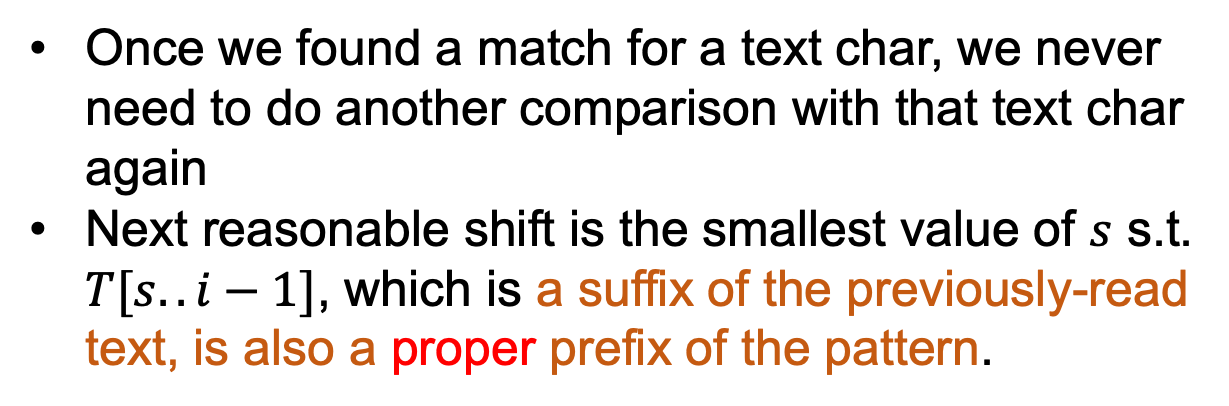 • Once we found a match for a text char, we never
need to do another comparison with that text char
again
• Next reasonable shift is the smallest value of s s.t.
T[s..i − 1], which is a suffix of the previously-read
text, is also a proper prefix of the pattern.